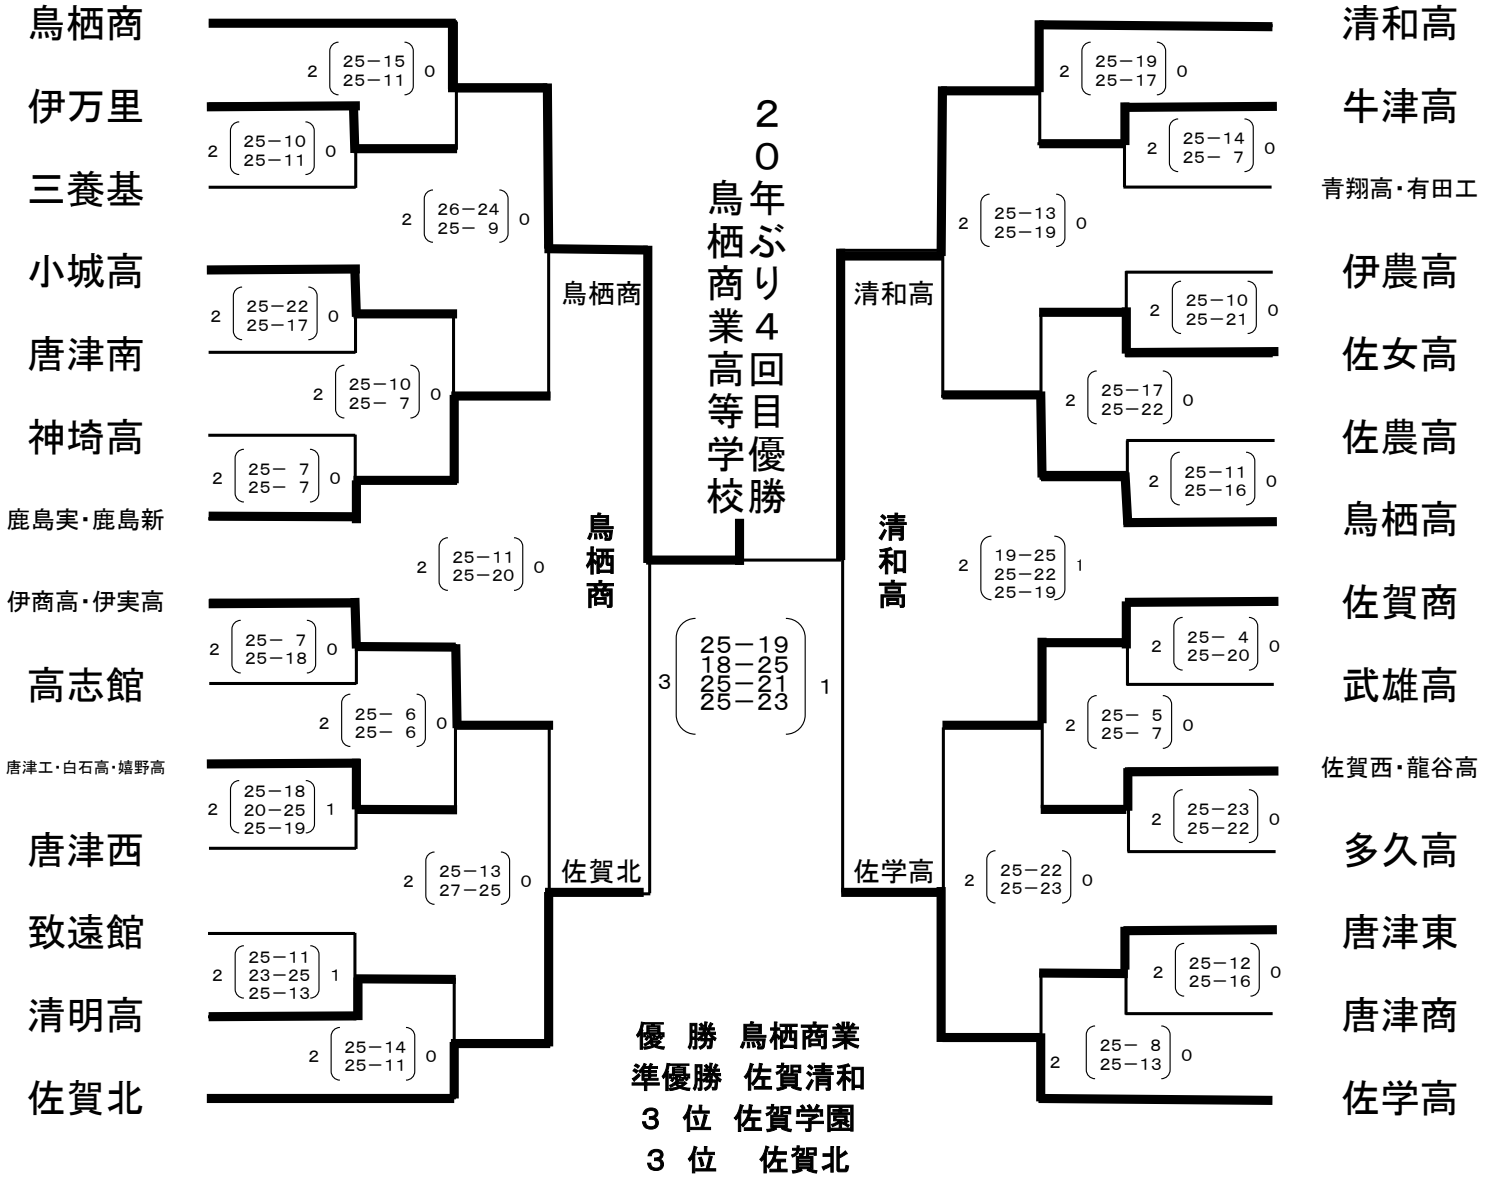 鳥栖商
伊万里
三養基
小城高
唐津南
神埼高
鹿島実・鹿島新
伊商高・伊実高
高志館
唐津工・白石高・嬉野高
唐津西
致遠館
清明高
佐賀北
2 25－15 0
25－11
2 25－10 0
25－11
2 26－24 0
25－ 9
2 25－22 0
25－17
2 25－10 0
25－ 7
2 25－ 7 0
25－ 7
2 25－11 0
25－20
2 25－ 7 0
25－18
2 25－ 6 0
25－ 6
2 25－18 1
20－25
25－19
2 25－13 0
27－25
2 25－11 1
23－25
25－13
2 25－14 0
25－11
鳥栖商
鳥栖商
佐賀北
20年ぶり4回目優勝
鳥栖商業高等学校
3 25－19 1
18－25
25－21
25－23
清和高
清和高
佐学高
2 25－19 0
25－17
2 25－14 0
25－ 7
2 25－13 0
25－19
2 25－10 0
25－21
2 25－17 0
25－22
2 25－11 0
25－16
2 19－25 1
25－22
25－19
2 25－ 4 0
25－20
2 25－ 5 0
25－ 7
2 25－23 0
25－22
2 25－22 0
25－23
2 25－12 0
25－16
2 25－ 8 0
25－13
清和高
牛津高
青翔高・有田工
伊農高
佐女高
佐農高
鳥栖高
佐賀商
武雄高
佐賀西・龍谷高
多久高
唐津東
唐津商
佐学高
優 勝 鳥栖商業
準優勝 佐賀清和
3 位 佐賀学園
3 位 佐賀北